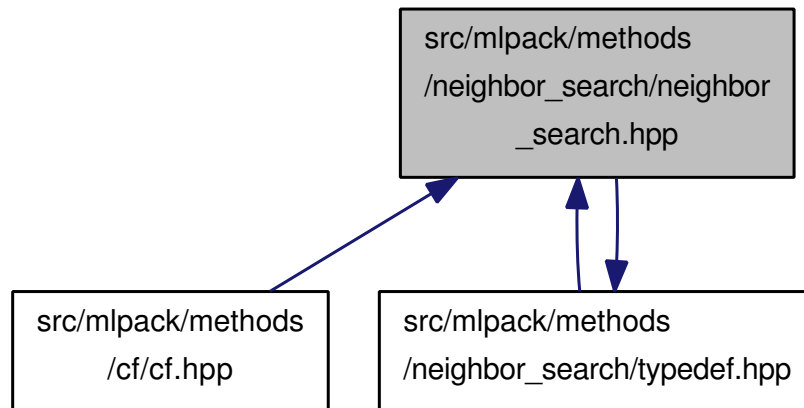 src/mlpack/methods
/neighbor_search/neighbor
_search.hpp
src/mlpack/methods
/cf/cf.hpp
src/mlpack/methods
/neighbor_search/typedef.hpp